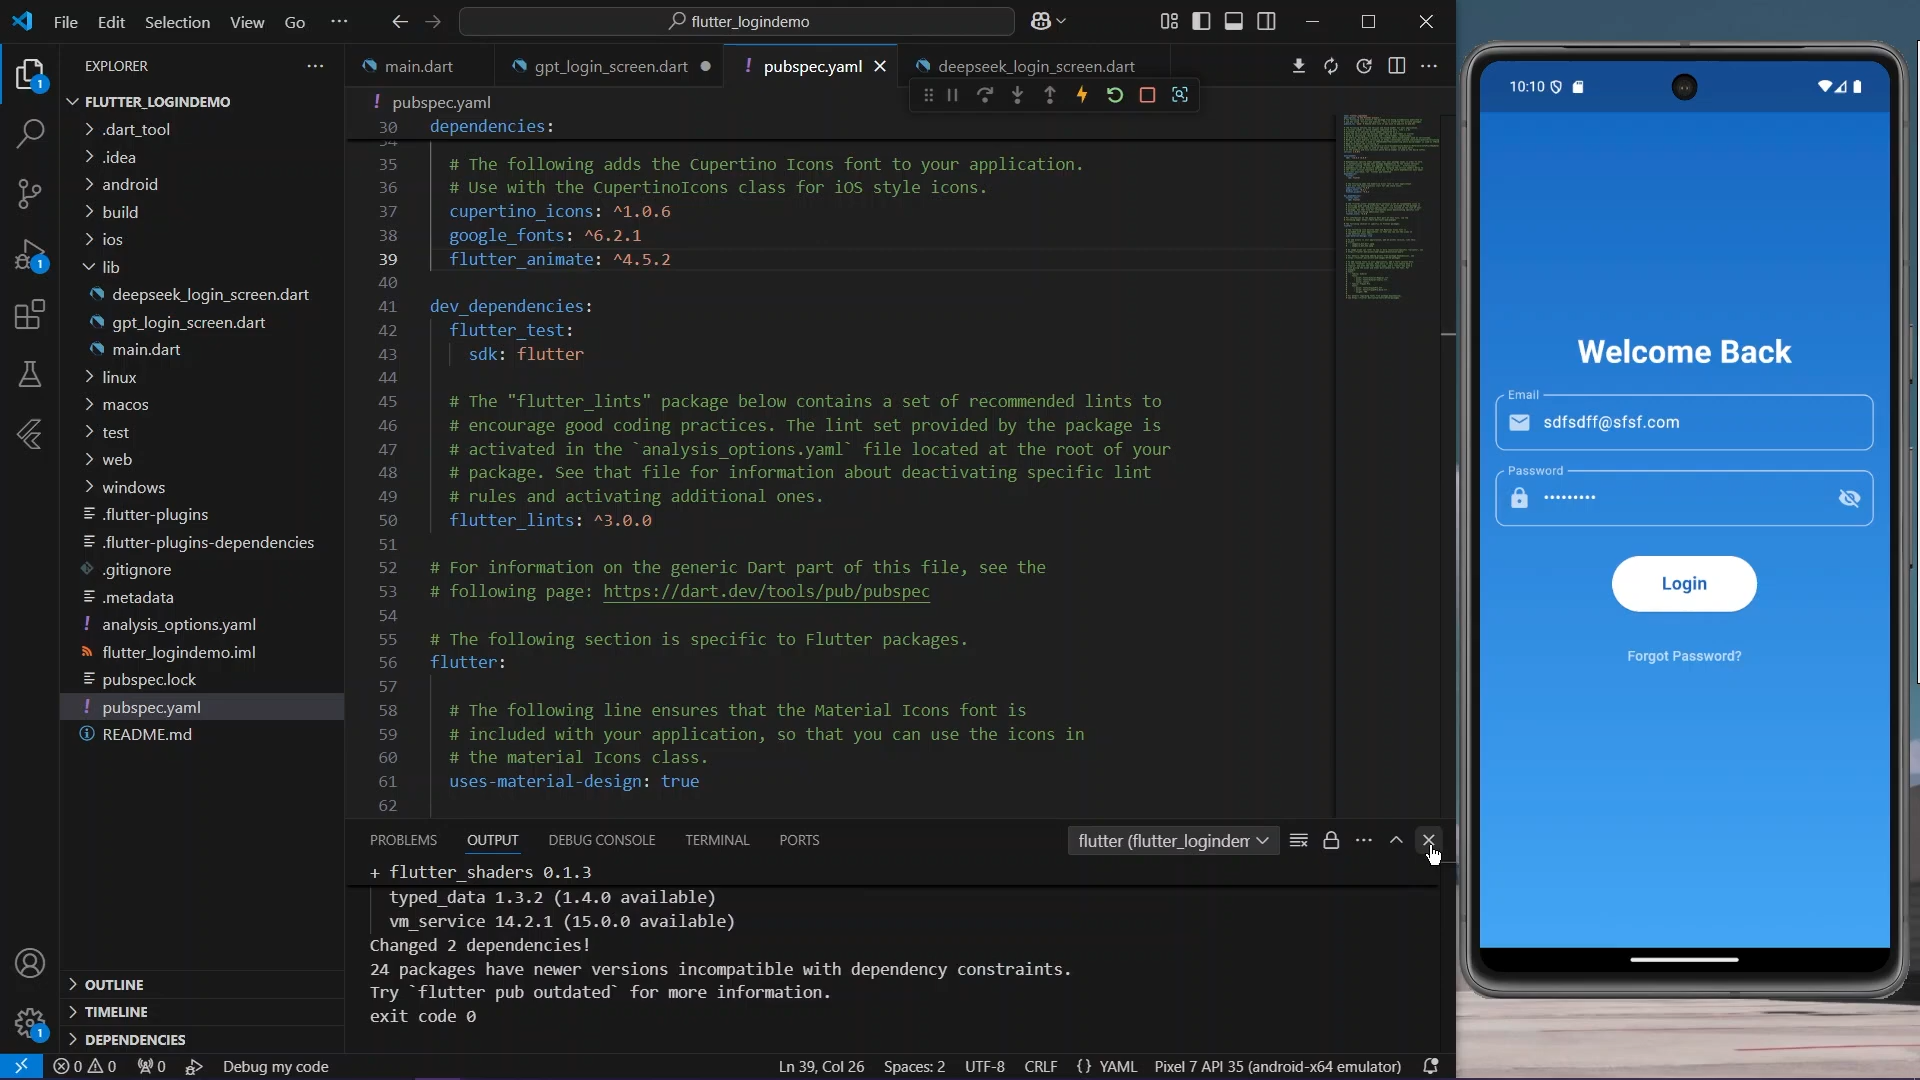 File Edit Selection View Go ···
flutter_logindemo
EXPLORER
FLUTTER_LOGINDEMO
.dart_tool
.idea
android
build
ios
lib
deepseek_login_screen.dart
gpt_login_screen.dart
main.dart
linux
macos
test
web
windows
.flutter-plugins
.flutter-plugins-dependencies
.gitignore
.metadata
analysis_options.yaml
flutter_logindemo.iml
pubspec.lock
pubspec.yaml
README.md
OUTLINE
TIMELINE
DEPENDENCIES
1
1
1
main.dart gpt_login_screen.dart pubspec.yaml deepseek_login_screen.dart
! pubspec.yaml
30 dependencies:
35 # The following adds the Cupertino Icons font to your application.
36 # Use with the CupertinoIcons class for iOS style icons.
37 cupertino_icons: ^1.0.6
38 google_fonts: ^6.2.1
39 flutter_animate: ^4.5.2
40
41 dev_dependencies:
42 flutter_test:
43 sdk: flutter
44
45 # The "flutter_lints" package below contains a set of recommended lints to
46 # encourage good coding practices. The lint set provided by the package is
47 # activated in the `analysis_options.yaml` file located at the root of your
48 # package. See that file for information about deactivating specific lint
49 # rules and activating additional ones.
50 flutter_lints: ^3.0.0
51
52 # For information on the generic Dart part of this file, see the
53 # following page: https://dart.dev/tools/pub/pubspec
54
55 # The following section is specific to Flutter packages.
56 flutter:
57
58 # The following line ensures that the Material Icons font is
59 # included with your application, so that you can use the icons in
60 # the material Icons class.
61 uses-material-design: true
62
PROBLEMS OUTPUT DEBUG CONSOLE TERMINAL PORTS
flutter (flutter_logindem
+ flutter_shaders 0.1.3
typed_data 1.3.2 (1.4.0 available)
vm_service 14.2.1 (15.0.0 available)
Changed 2 dependencies!
24 packages have newer versions incompatible with dependency constraints.
Try `flutter pub outdated` for more information.
exit code 0
0 0 0 Debug my code
Ln 39, Col 26 Spaces: 2 UTF-8 CRLF {} YAML Pixel 7 API 35 (android-x64 emulator)
10:10
Welcome Back
Email
sdfsdff@sfsf.com
Password
•••••••••
Login
Forgot Password?